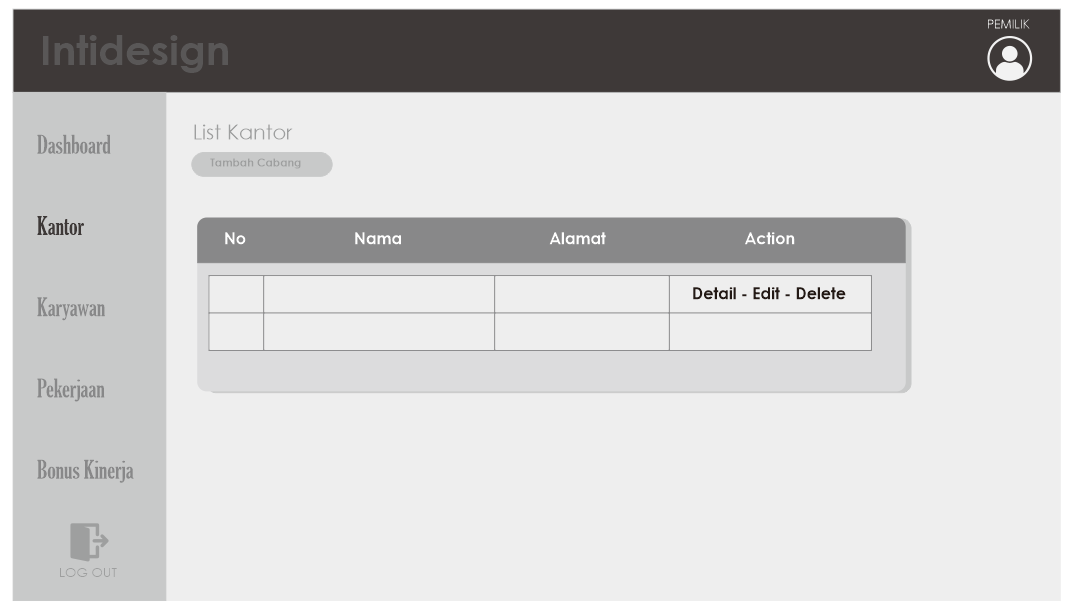 Intidesign
PEMILIK
Dashboard
Kantor
Karyawan
Pekerjaan
Bonus Kinerja
LOG OUT
List Kantor
Tambah Cabang
No Nama Alamat Action
Detail - Edit - Delete